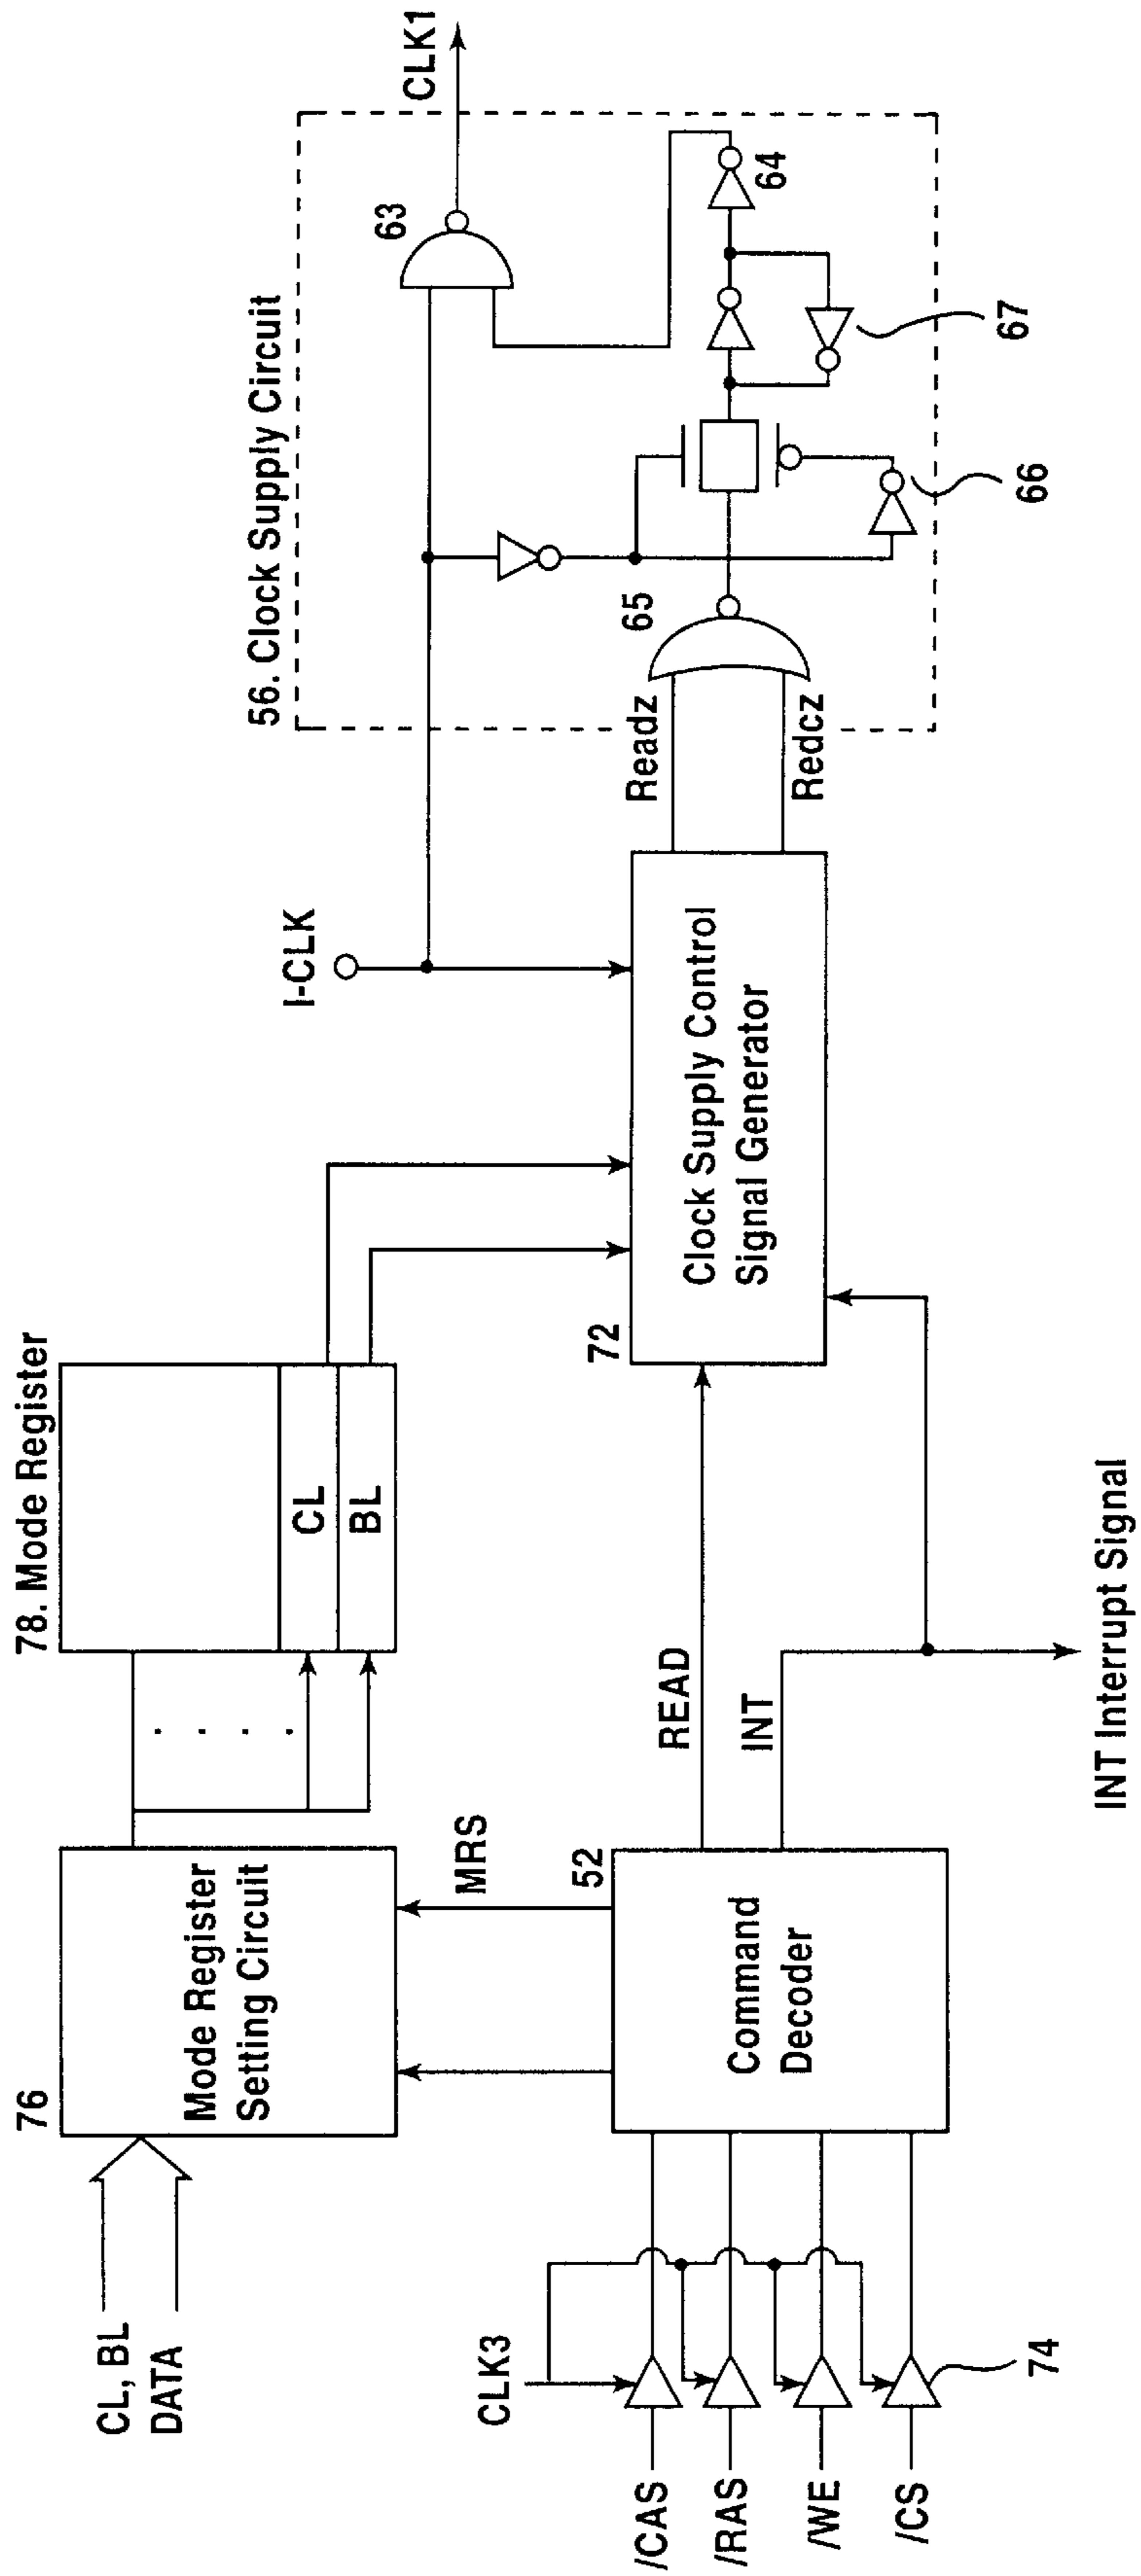 CL, BL
DATA
76
Mode Register
Setting Circuit
78. Mode Register
CL
BL
. . . .
MRS
CLK3
/CAS
/RAS
/WE
/CS
74
52
Command
Decoder
READ
INT
INT Interrupt Signal
72
Clock Supply Control
Signal Generator
I-CLK
Readz
Redcz
56. Clock Supply Circuit
65
66
67
64
63
CLK1